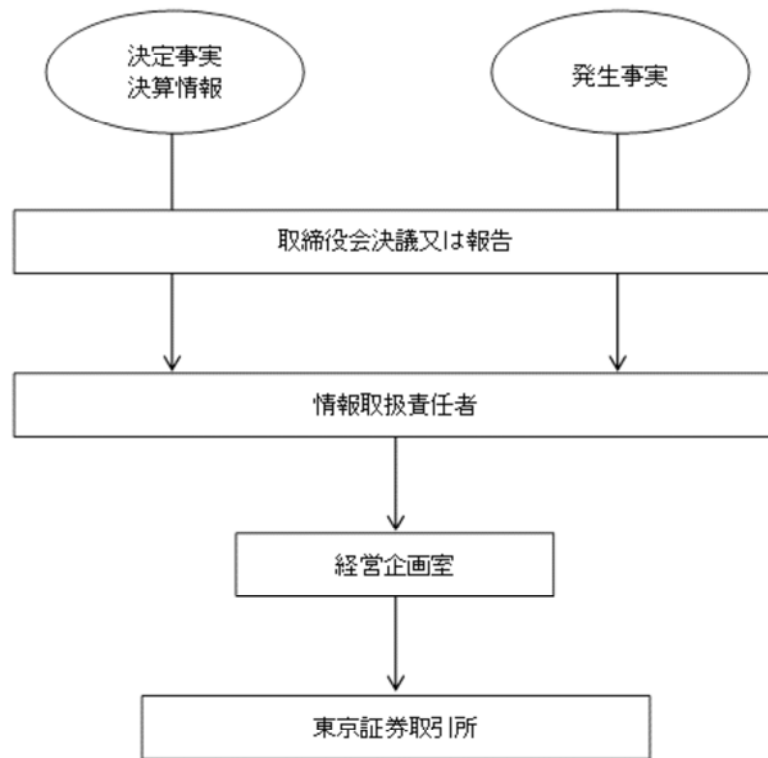 決定事実
決算情報
発生事実
取締役会決議又は報告
情報取扱責任者
経営企画室
東京証券取引所